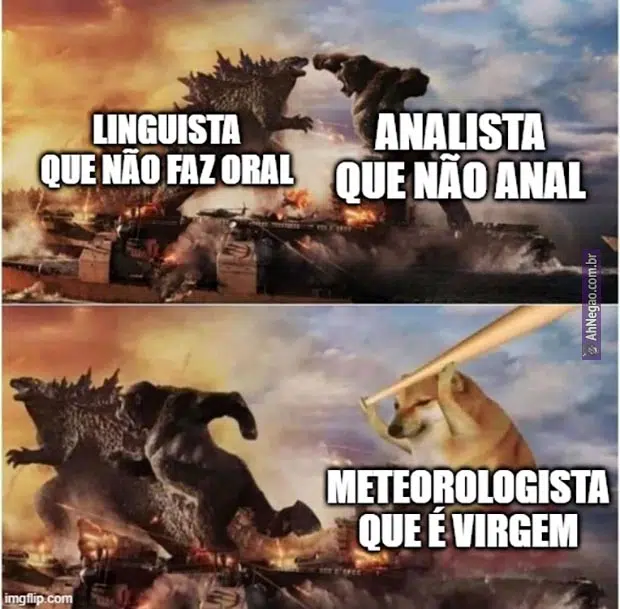 LINGUISTA
QUE NÃO FAZ ORAL
ANALISTA
QUE NÃO ANAL
AhNegao.com.br
METEOROLOGISTA
QUE É VIRGEM
imgflip.com